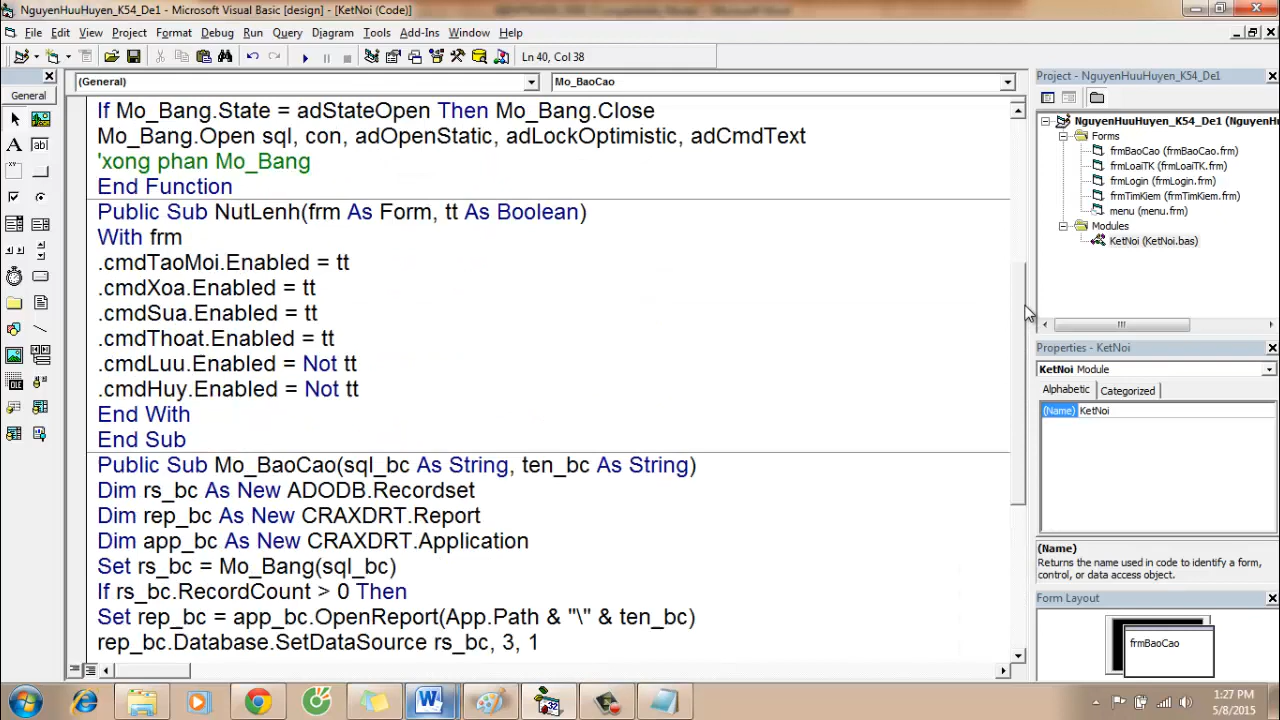 NguyenHuuHuyen_K54_De1 - Microsoft Visual Basic [design] - [KetNoi (Code)]
File Edit View Project Format Debug Run Query Diagram Tools Add-Ins Window Help
Ln 40, Col 38
General
(General) Mo_BaoCao
If Mo_Bang.State = adStateOpen Then Mo_Bang.Close
Mo_Bang.Open sql, con, adOpenStatic, adLockOptimistic, adCmdText
'xong phan Mo_Bang
End Function
Public Sub NutLenh(frm As Form, tt As Boolean)
With frm
.cmdTaoMoi.Enabled = tt
.cmdXoa.Enabled = tt
.cmdSua.Enabled = tt
.cmdThoat.Enabled = tt
.cmdLuu.Enabled = Not tt
.cmdHuy.Enabled = Not tt
End With
End Sub
Public Sub Mo_BaoCao(sql_bc As String, ten_bc As String)
Dim rs_bc As New ADODB.Recordset
Dim rep_bc As New CRAXDRT.Report
Dim app_bc As New CRAXDRT.Application
Set rs_bc = Mo_Bang(sql_bc)
If rs_bc.RecordCount > 0 Then
Set rep_bc = app_bc.OpenReport(App.Path & "\" & ten_bc)
rep_bc.Database.SetDataSource rs_bc, 3, 1
Project - NguyenHuuHuyen_K54_De1
NguyenHuuHuyen_K54_De1 (NguyenHu
Forms
frmBaoCao (frmBaoCao.frm)
frmLoaiTK (frmLoaiTK.frm)
frmLogin (frmLogin.frm)
frmTimKiem (frmTimKiem.frm)
menu (menu.frm)
Modules
KetNoi (KetNoi.bas)
Properties - KetNoi
KetNoi Module
Alphabetic Categorized
(Name) KetNoi
(Name)
Returns the name used in code to identify a form,
control, or data access object.
Form Layout
frmBaoCao
1:27 PM
5/8/2015